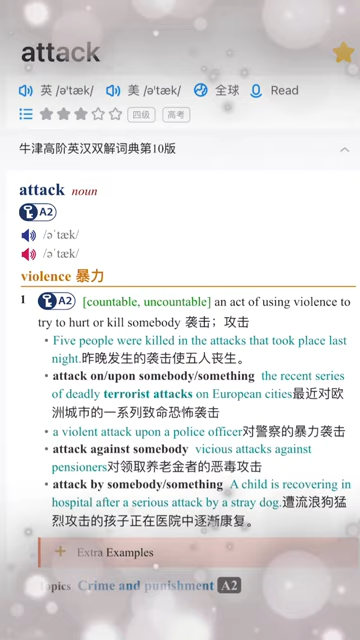 attack
英 /ə'tæk/ 美 /ə'tæk/ 全球 Read
四级 高考
牛津高阶英汉双解词典第10版
attack noun
A2
/əˈtæk/
/əˈtæk/
violence 暴力
1 A2 [countable, uncountable] an act of using violence to
try to hurt or kill somebody 袭击；攻击
• Five people were killed in the attacks that took place last
night.昨晚发生的袭击使五人丧生。
• attack on/upon somebody/something the recent series
of deadly terrorist attacks on European cities最近对欧
洲城市的一系列致命恐怖袭击
• a violent attack upon a police officer对警察的暴力袭击
• attack against somebody vicious attacks against
pensioners对领取养老金者的恶毒攻击
• attack by somebody/something A child is recovering in
hospital after a serious attack by a stray dog.遭流浪狗猛
烈攻击的孩子正在医院中逐渐康复。
+ Extra Examples
Topics Crime and punishment A2